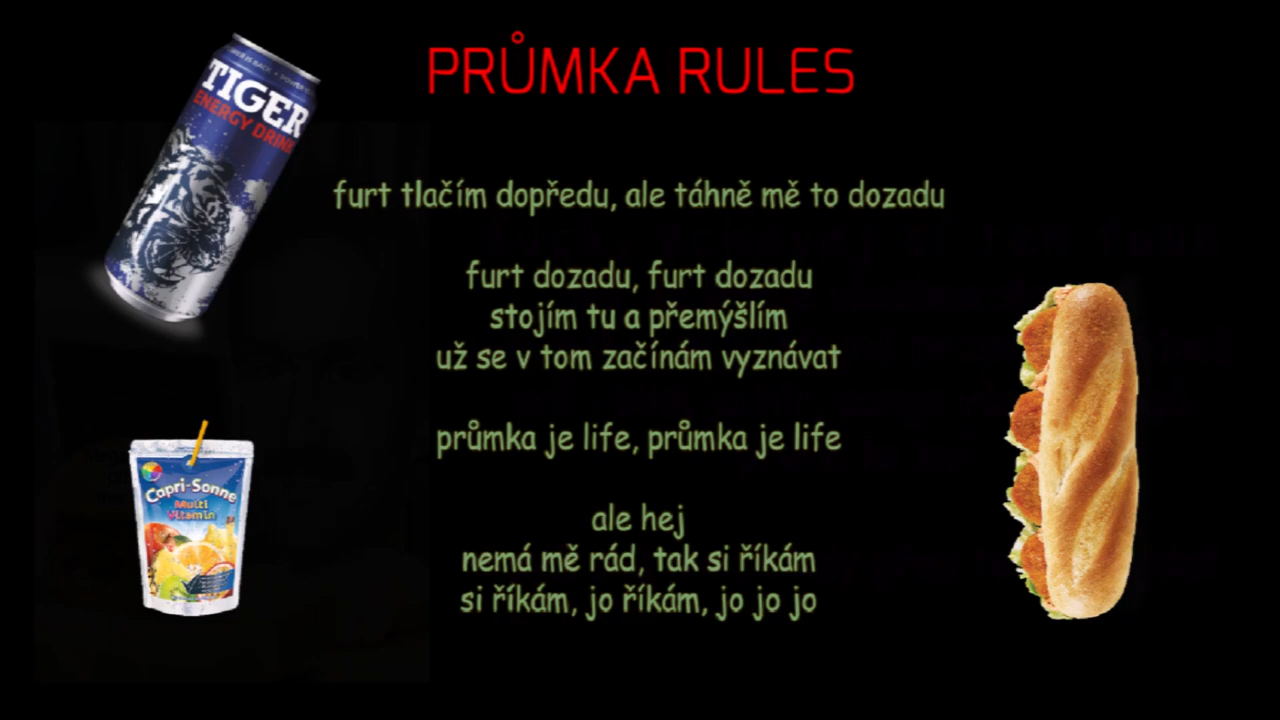 PRŮMKA RULES
TIGER
ENERGY DRINK
furt tlačím dopředu, ale táhně mě to dozadu
furt dozadu, furt dozadu
stojím tu a přemýšlím
už se v tom začínám vyznávat
průmka je life, průmka je life
ale hej
nemá mě rád, tak si říkám
si říkám, jo říkám, jo jo jo
Capri-Sonne
Multi
Vitamin